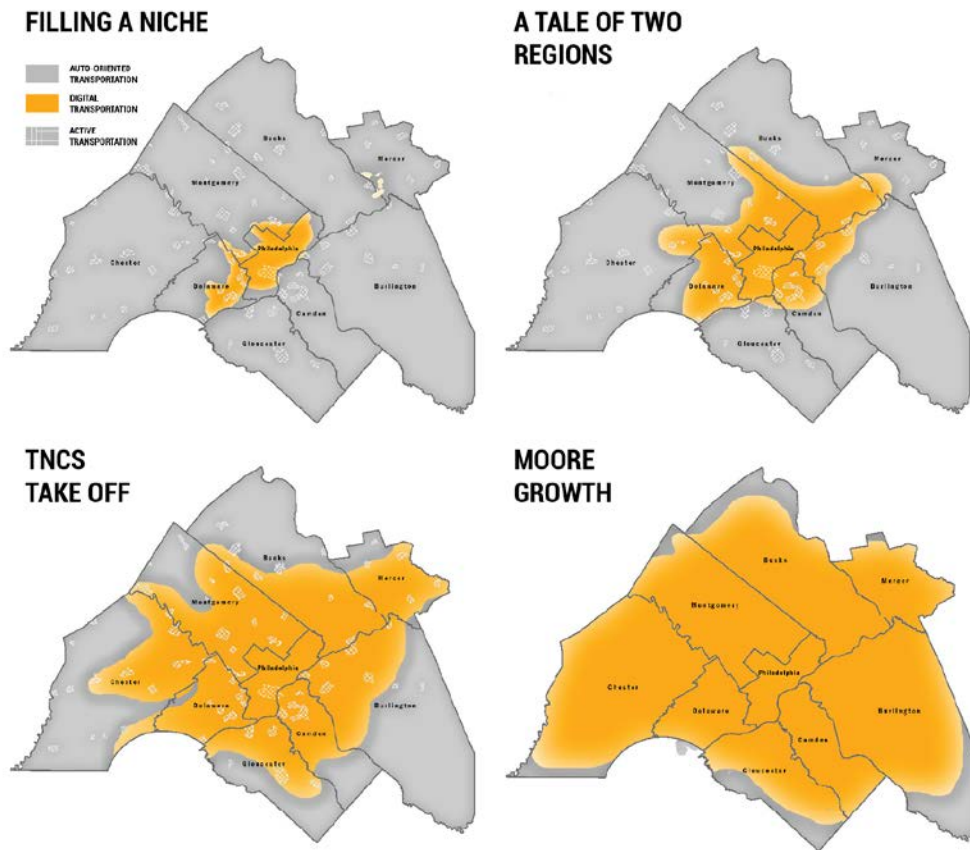 FILLING A NICHE
AUTO-ORIENTED
TRANSPORTATION
DIGITAL
TRANSPORTATION
ACTIVE
TRANSPORTATION
Bucks
Mercer
Montgomery
Philadelphia
Chester
Delaware
Burlington
Camden
Gloucester
A TALE OF TWO
REGIONS
Bucks
Mercer
Montgomery
Philadelphia
Chester
Delaware
Burlington
Camden
Gloucester
TNCS
TAKE OFF
Bucks
Mercer
Montgomery
Philadelphia
Chester
Delaware
Burlington
Camden
Gloucester
MOORE
GROWTH
Bucks
Mercer
Montgomery
Philadelphia
Chester
Delaware
Burlington
Camden
Gloucester